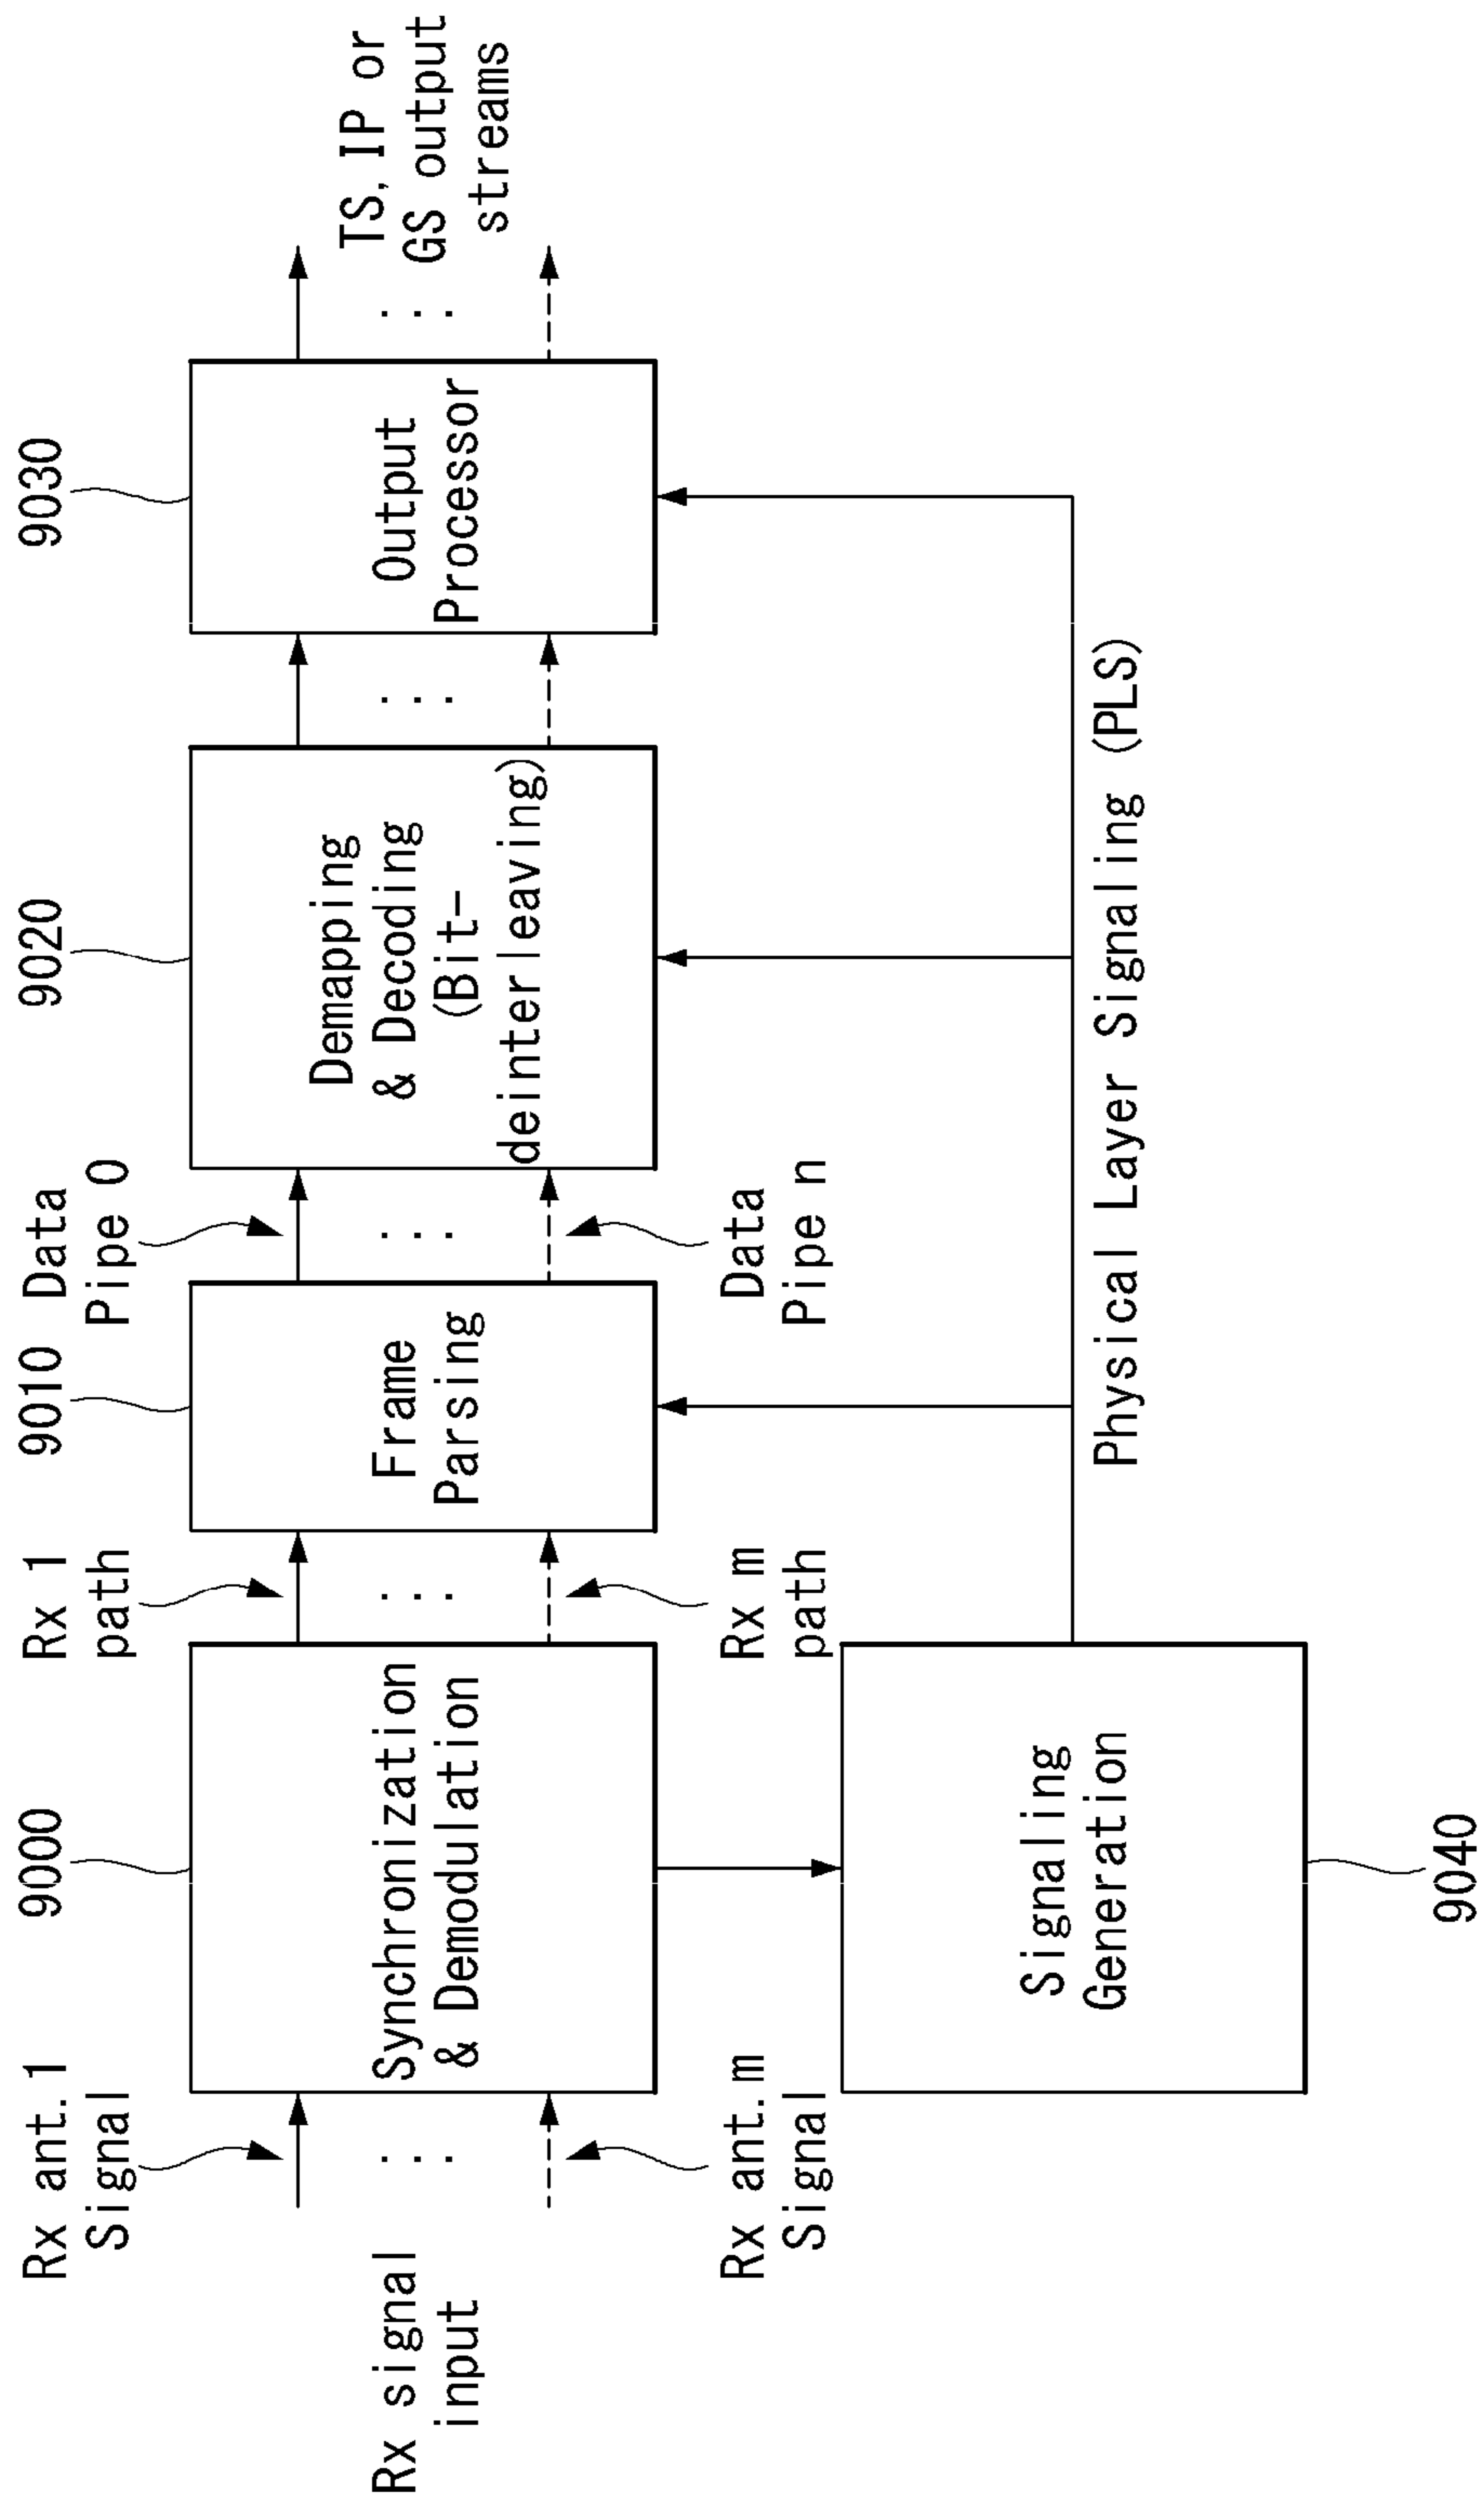 Rx signal
input
Rx ant.1
Signal
Rx ant.m
Signal
9000
Synchronization
& Demodulation
Rx 1
path
Rx m
path
9010
Frame
Parsing
Data
Pipe 0
Data
Pipe n
9020
Demapping
& Decoding
(Bit-
deinterleaving)
9030
Output
Processor
TS, IP or
GS output
streams
Signaling
Generation
9040
Physical Layer Signaling (PLS)